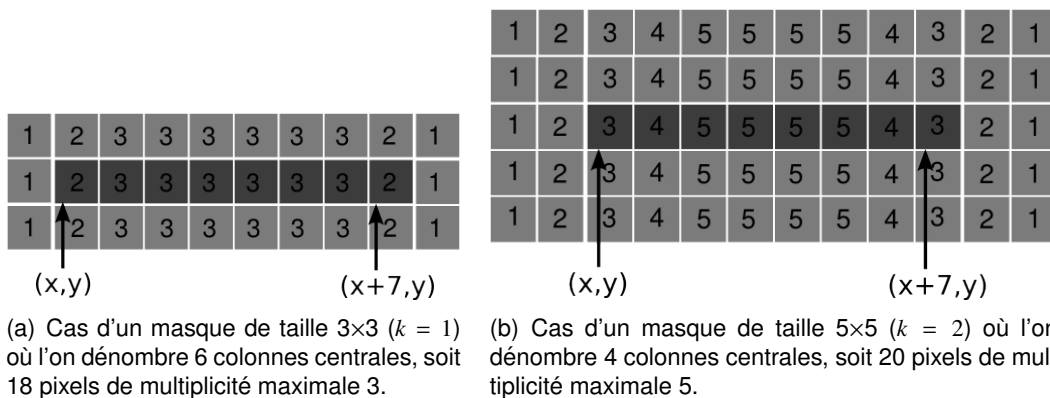 1 2 3 3 3 3 3 3 2 1
1 2 3 3 3 3 3 3 2 1
1 2 3 3 3 3 3 3 2 1
(x,y) (x+7,y)
(a) Cas d'un masque de taille 3×3 (k = 1)
où l'on dénombre 6 colonnes centrales, soit
18 pixels de multiplicité maximale 3.
1 2 3 4 5 5 5 5 4 3 2 1
1 2 3 4 5 5 5 5 4 3 2 1
1 2 3 4 5 5 5 5 4 3 2 1
1 2 3 4 5 5 5 5 4 3 2 1
1 2 3 4 5 5 5 5 4 3 2 1
(x,y) (x+7,y)
(b) Cas d'un masque de taille 5×5 (k = 2) où l'on
dénombre 4 colonnes centrales, soit 20 pixels de mul
tiplicité maximale 5.